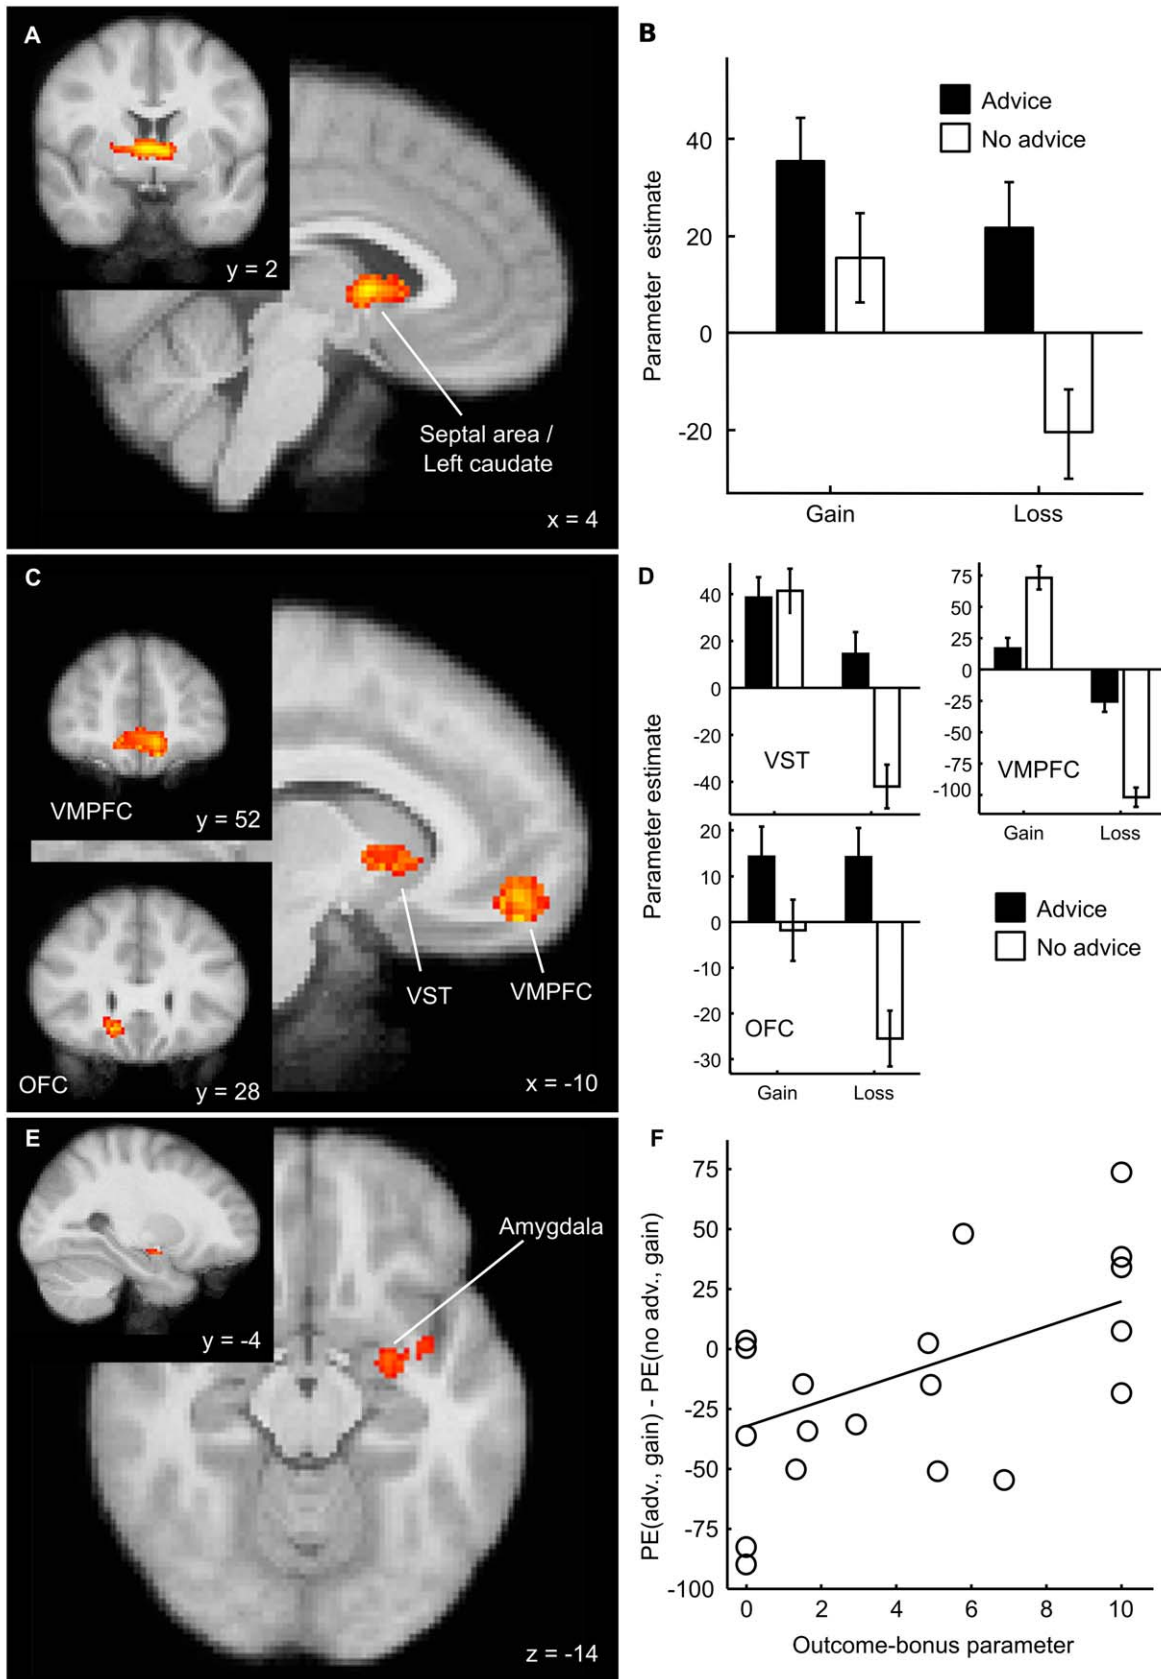 A
y = 2
Septal area /
Left caudate
x = 4
B
Advice
No advice
Parameter estimate
40
20
0
-20
Gain
Loss
C
VMPFC
y = 52
OFC
y = 28
VST
VMPFC
x = -10
D
Parameter estimate
40
20
0
-20
-40
VST
75
50
25
0
-25
-50
-75
-100
VMPFC
Gain
Loss
20
10
0
-10
-20
-30
OFC
Gain
Loss
Advice
No advice
E
y = -4
Amygdala
z = -14
F
PE(adv., gain) - PE(no adv., gain)
75
50
25
0
-25
-50
-75
-100
0 2 4 6 8 10
Outcome-bonus parameter